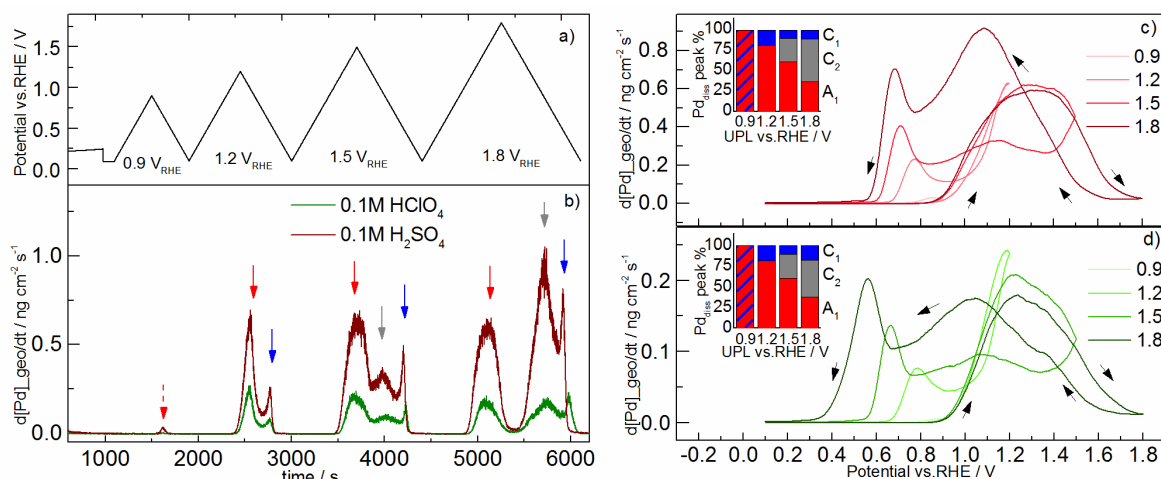 a)
Potential vs.RHE / V
1.5
1.0
0.5
0.0
0.9 V_RHE
1.2 V_RHE
1.5 V_RHE
1.8 V_RHE
b)
0.1M HClO₄
0.1M H₂SO₄
d[Pd]_geo/dt / ng cm⁻² s⁻¹
1.0
0.5
0.0
1000 2000 3000 4000 5000 6000
time / s
c)
d[Pd]_geo/dt / ng cm⁻² s⁻¹
0.8
0.6
0.4
0.2
0.0
Pd_diss peak %
100
75
50
25
0
C₁
C₂
A₁
0.9 1.2 1.5 1.8
UPL vs.RHE / V
0.9
1.2
1.5
1.8
d)
d[Pd]_geo/dt / ng cm⁻² s⁻¹
0.2
0.1
0.0
Pd_diss peak %
100
75
50
25
0
C₁
C₂
A₁
0.9 1.2 1.5 1.8
UPL vs.RHE / V
0.9
1.2
1.5
1.8
-0.2 0.0 0.2 0.4 0.6 0.8 1.0 1.2 1.4 1.6 1.8
Potential vs.RHE / V